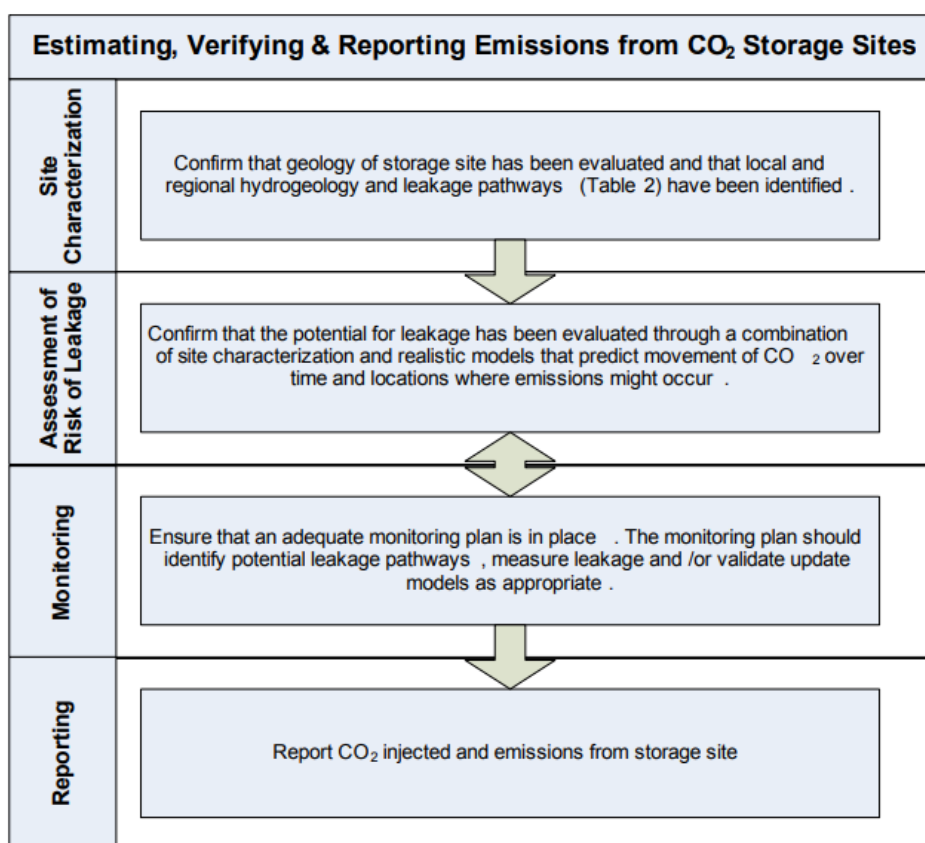 Estimating, Verifying & Reporting Emissions from CO₂ Storage Sites
Site
Characterization
Confirm that geology of storage site has been evaluated and that local and
regional hydrogeology and leakage pathways (Table 2) have been identified .
Assessment of
Risk of Leakage
Confirm that the potential for leakage has been evaluated through a combination
of site characterization and realistic models that predict movement of CO ₂ over
time and locations where emissions might occur .
Monitoring
Ensure that an adequate monitoring plan is in place . The monitoring plan should
identify potential leakage pathways , measure leakage and /or validate update
models as appropriate .
Reporting
Report CO₂ injected and emissions from storage site